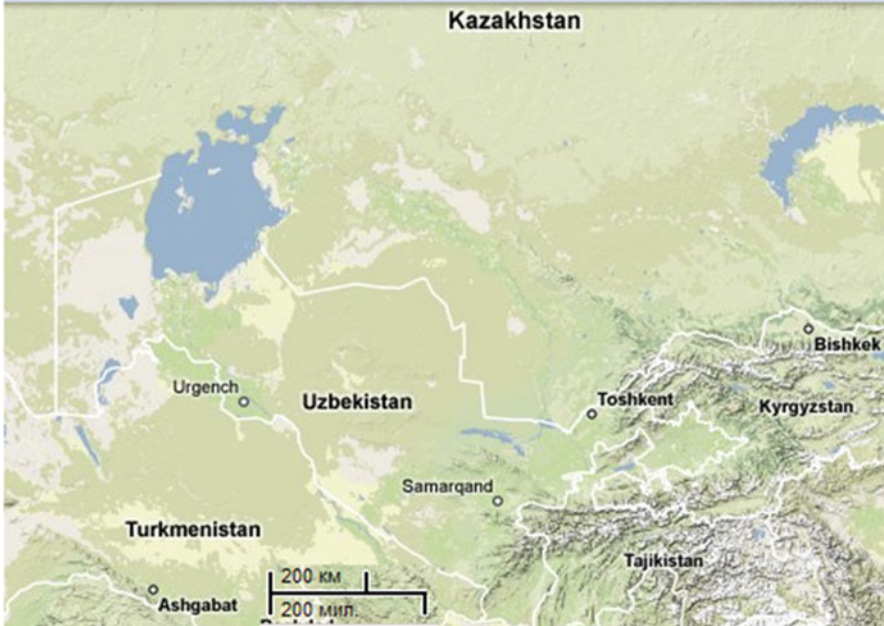 Kazakhstan
Bishkek
Urgench
Uzbekistan
Toshkent
Kyrgyzstan
Samarqand
Turkmenistan
Tajikistan
200 км
Ashgabat
200 мил.